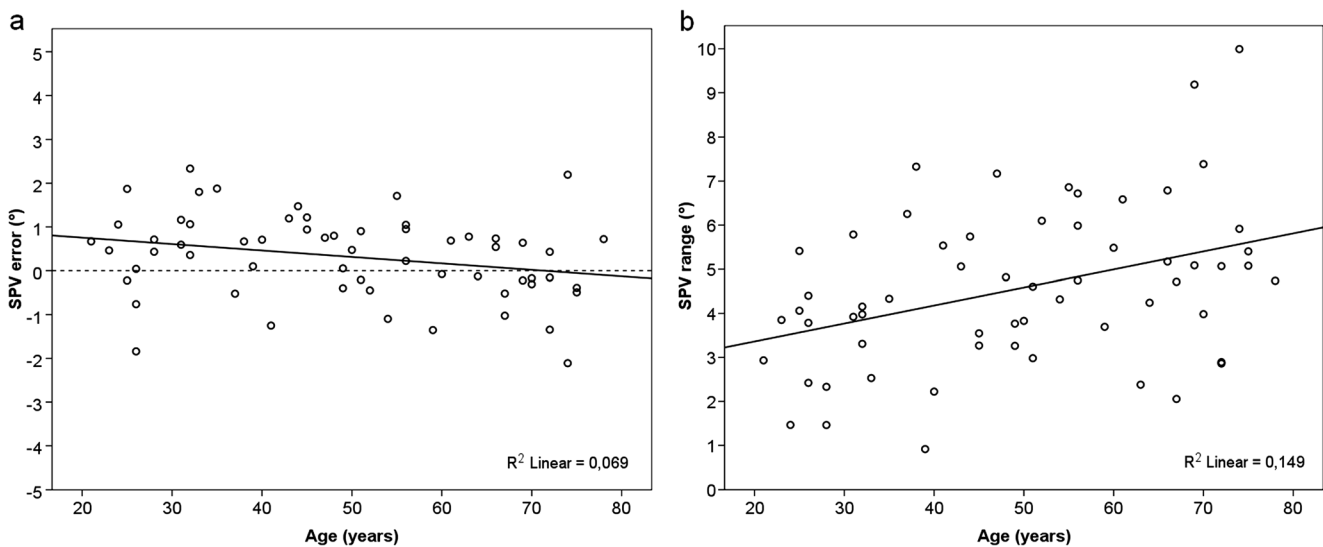 a
5
4
3
2
1
0
-1
-2
-3
-4
-5
SPV error (°)
R² Linear = 0,069
20 30 40 50 60 70 80
Age (years)
b
10
9
8
7
6
5
4
3
2
1
0
SPV range (°)
R² Linear = 0,149
20 30 40 50 60 70 80
Age (years)